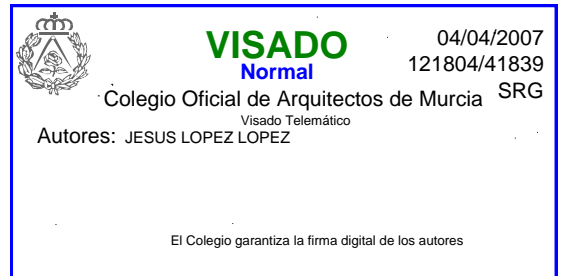 VISADO
04/04/2007
Normal
121804/41839
Colegio Oficial de Arquitectos de Murcia
SRG
Visado Telemático
Autores: JESUS LOPEZ LOPEZ
El Colegio garantiza la firma digital de los autores